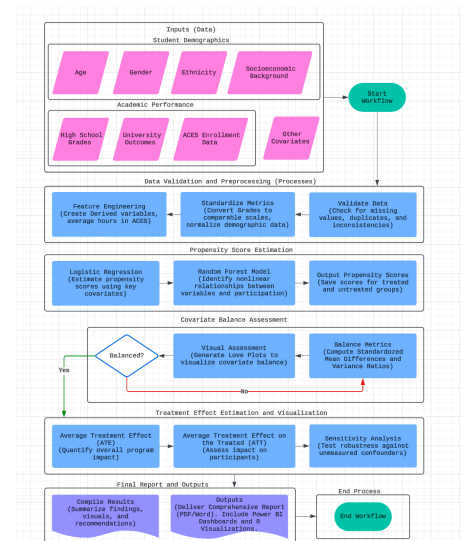 Inputs (Data)
Student Demographics
Age
Gender
Ethnicity
Socioeconomic
Background
Academic Performance
High School
Grades
University
Outcomes
ACES Enrollment
Data
Other
Covariates
Start
Workflow
Data Validation and Preprocessing (Processes)
Feature Engineering
(Create Derived variables,
average hours in ACES)
Standardize Metrics
(Convert Grades to
comparable scales,
normalize demographic data)
Validate Data
(Check for missing
values, duplicates, and
inconsistencies)
Propensity Score Estimation
Logistic Regression
(Estimate propensity
scores using key
covariates)
Random Forest Model
(Identify nonlinear
relationships between
variables and participation)
Output Propensity Scores
(Save scores for treated
and untreated groups)
Covariate Balance Assessment
Balanced?
Visual Assessment
(Generate Love Plots to
visualize covariate balance)
Balance Metrics
(Compute Standardozed
Mean Differences and
Variance Ratios)
Yes
No
Treatment Effect Estimation and Visualization
Average Treatment Effect
(ATE)
(Quantify overall program
impact)
Average Treatment Effect on
the Treated (ATT)
(Assess impact on
participants)
Sensitivity Analysis
(Test robustness against
unmeasured confounders)
Final Report and Outputs
Compile Results
(Summarize findings,
visuals, and
recommendations)
Outputs
(Deliver Comprehensive Report
(PDF/Word). Include Power BI
Dashboards and R
Visualizations.
End Process
End Workflow